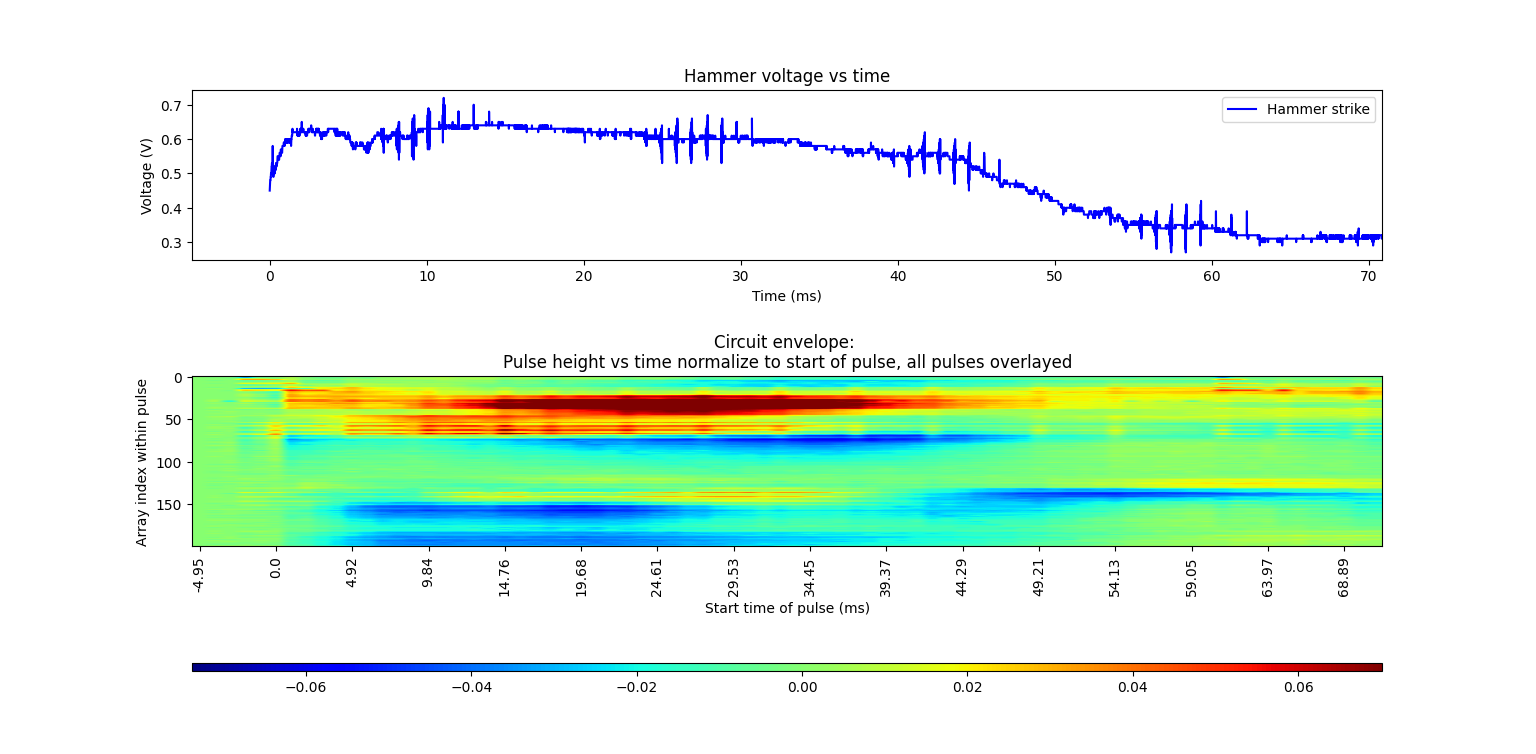 Hammer voltage vs time
0.7
0.6
0.5
0.4
0.3
Voltage (V)
Hammer strike
0 10 20 30 40 50 60 70
Time (ms)
Circuit envelope:
Pulse height vs time normalize to start of pulse, all pulses overlayed
0
50
100
150
Array index within pulse
-4.95 0.0 4.92 9.84 14.76 19.68 24.61 29.53 34.45 39.37 44.29 49.21 54.13 59.05 63.97 68.89
Start time of pulse (ms)
−0.06 −0.04 −0.02 0.00 0.02 0.04 0.06